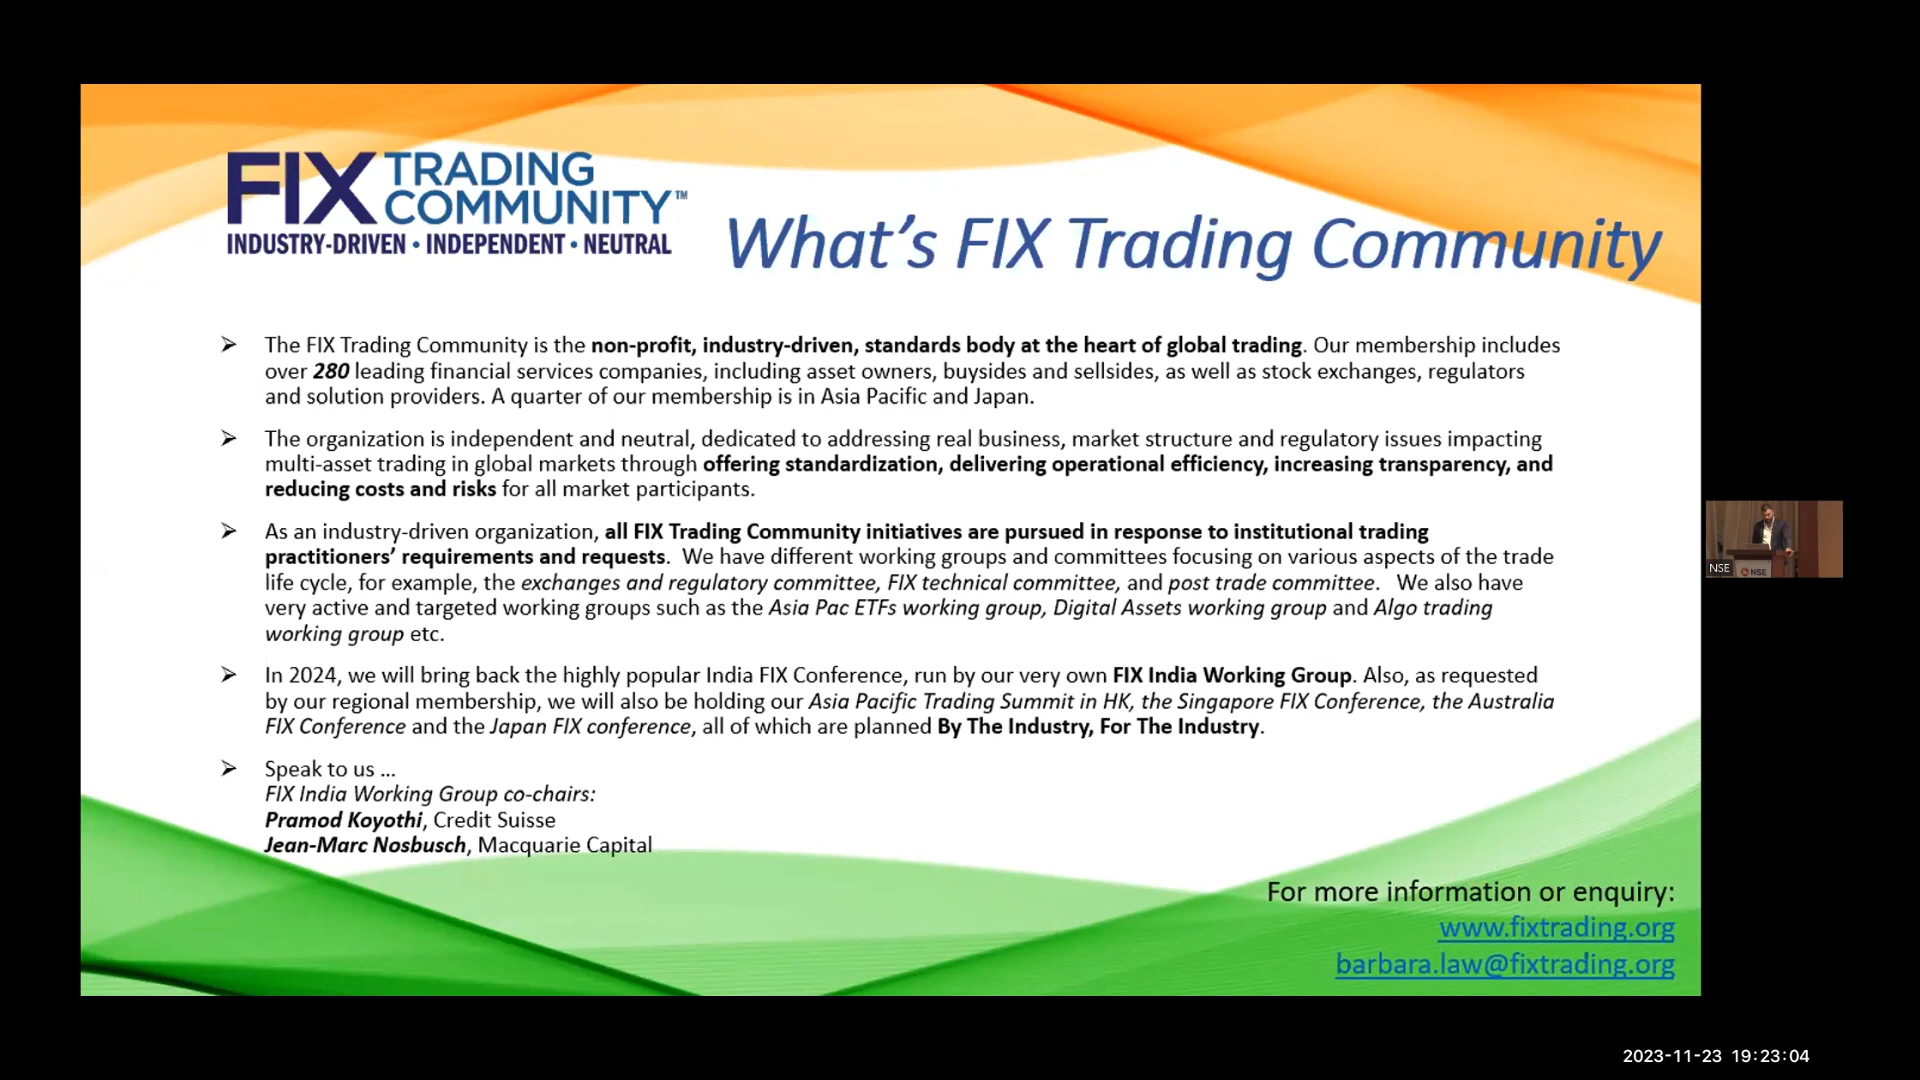 FIX TRADING COMMUNITY™
INDUSTRY-DRIVEN • INDEPENDENT • NEUTRAL
What's FIX Trading Community
➢ The FIX Trading Community is the non-profit, industry-driven, standards body at the heart of global trading. Our membership includes
over 280 leading financial services companies, including asset owners, buysides and sellsides, as well as stock exchanges, regulators
and solution providers. A quarter of our membership is in Asia Pacific and Japan.
➢ The organization is independent and neutral, dedicated to addressing real business, market structure and regulatory issues impacting
multi-asset trading in global markets through offering standardization, delivering operational efficiency, increasing transparency, and
reducing costs and risks for all market participants.
➢ As an industry-driven organization, all FIX Trading Community initiatives are pursued in response to institutional trading
practitioners' requirements and requests. We have different working groups and committees focusing on various aspects of the trade
life cycle, for example, the exchanges and regulatory committee, FIX technical committee, and post trade committee. We also have
very active and targeted working groups such as the Asia Pac ETFs working group, Digital Assets working group and Algo trading
working group etc.
➢ In 2024, we will bring back the highly popular India FIX Conference, run by our very own FIX India Working Group. Also, as requested
by our regional membership, we will also be holding our Asia Pacific Trading Summit in HK, the Singapore FIX Conference, the Australia
FIX Conference and the Japan FIX conference, all of which are planned By The Industry, For The Industry.
➢ Speak to us ...
FIX India Working Group co-chairs:
Pramod Koyothi, Credit Suisse
Jean-Marc Nosbusch, Macquarie Capital
For more information or enquiry:
www.fixtrading.org
barbara.law@fixtrading.org
NSE
NSE
2023-11-23 19:23:04